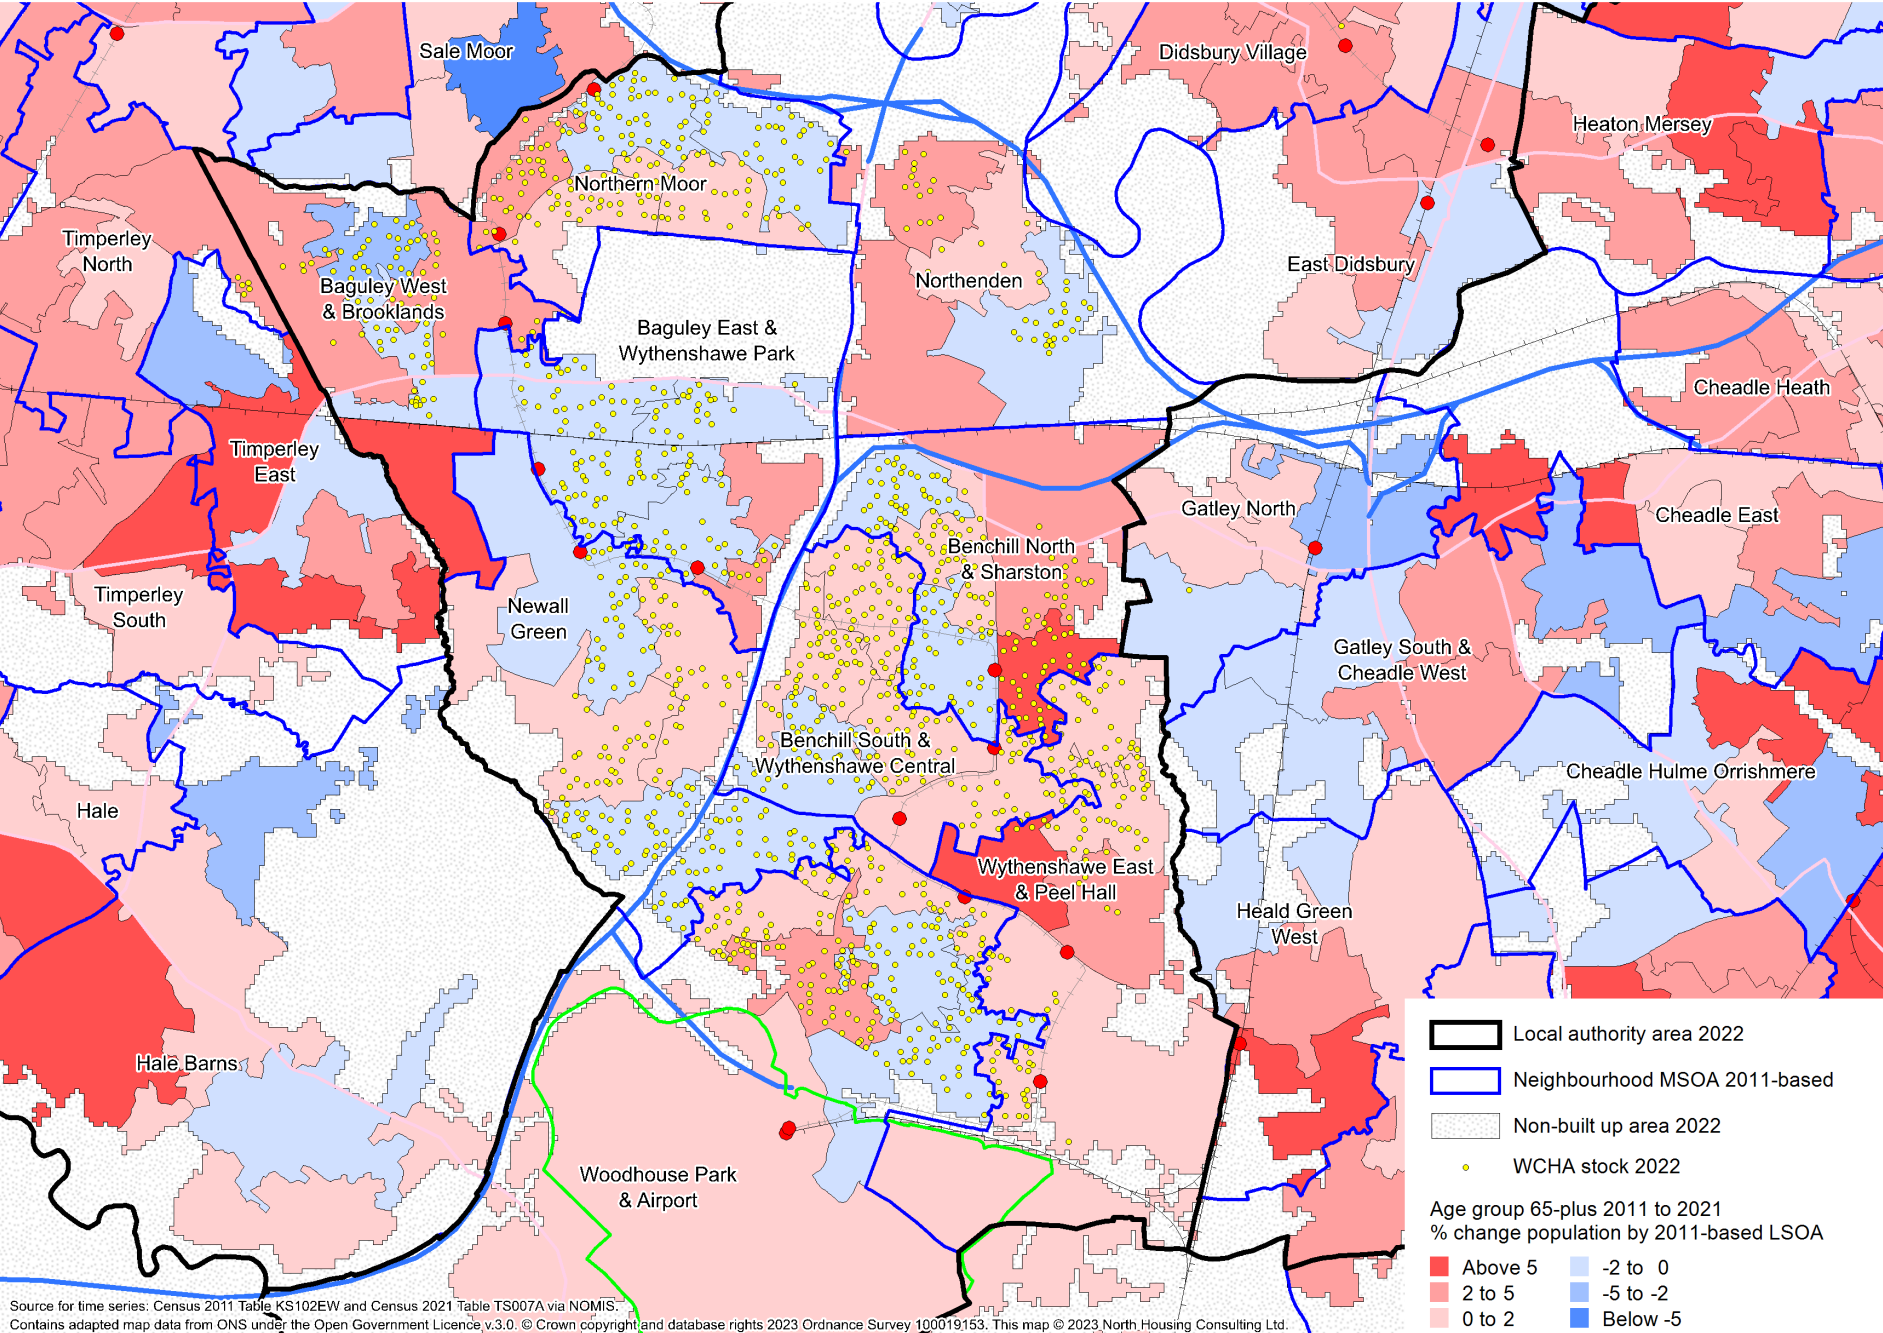 Sale Moor
Didsbury Village
Heaton Mersey
Northern Moor
Timperley
North
Baguley West
& Brooklands
Northenden
East Didsbury
Baguley East &
Wythenshawe Park
Cheadle Heath
Timperley
East
Gatley North
Cheadle East
Benchill North
& Sharston
Timperley
South
Newall
Green
Gatley South &
Cheadle West
Benchill South &
Wythenshawe Central
Cheadle Hulme Orrishmere
Hale
Wythenshawe East
& Peel Hall
Heald Green
West
Hale Barns
Woodhouse Park
& Airport
Local authority area 2022
Neighbourhood MSOA 2011-based
Non-built up area 2022
WCHA stock 2022
Age group 65-plus 2011 to 2021
% change population by 2011-based LSOA
Above 5
-2 to 0
2 to 5
-5 to -2
0 to 2
Below -5
Source for time series: Census 2011 Table KS102EW and Census 2021 Table TS007A via NOMIS.
Contains adapted map data from ONS under the Open Government Licence v.3.0. © Crown copyright and database rights 2023 Ordnance Survey 100019153. This map © 2023 North Housing Consulting Ltd.